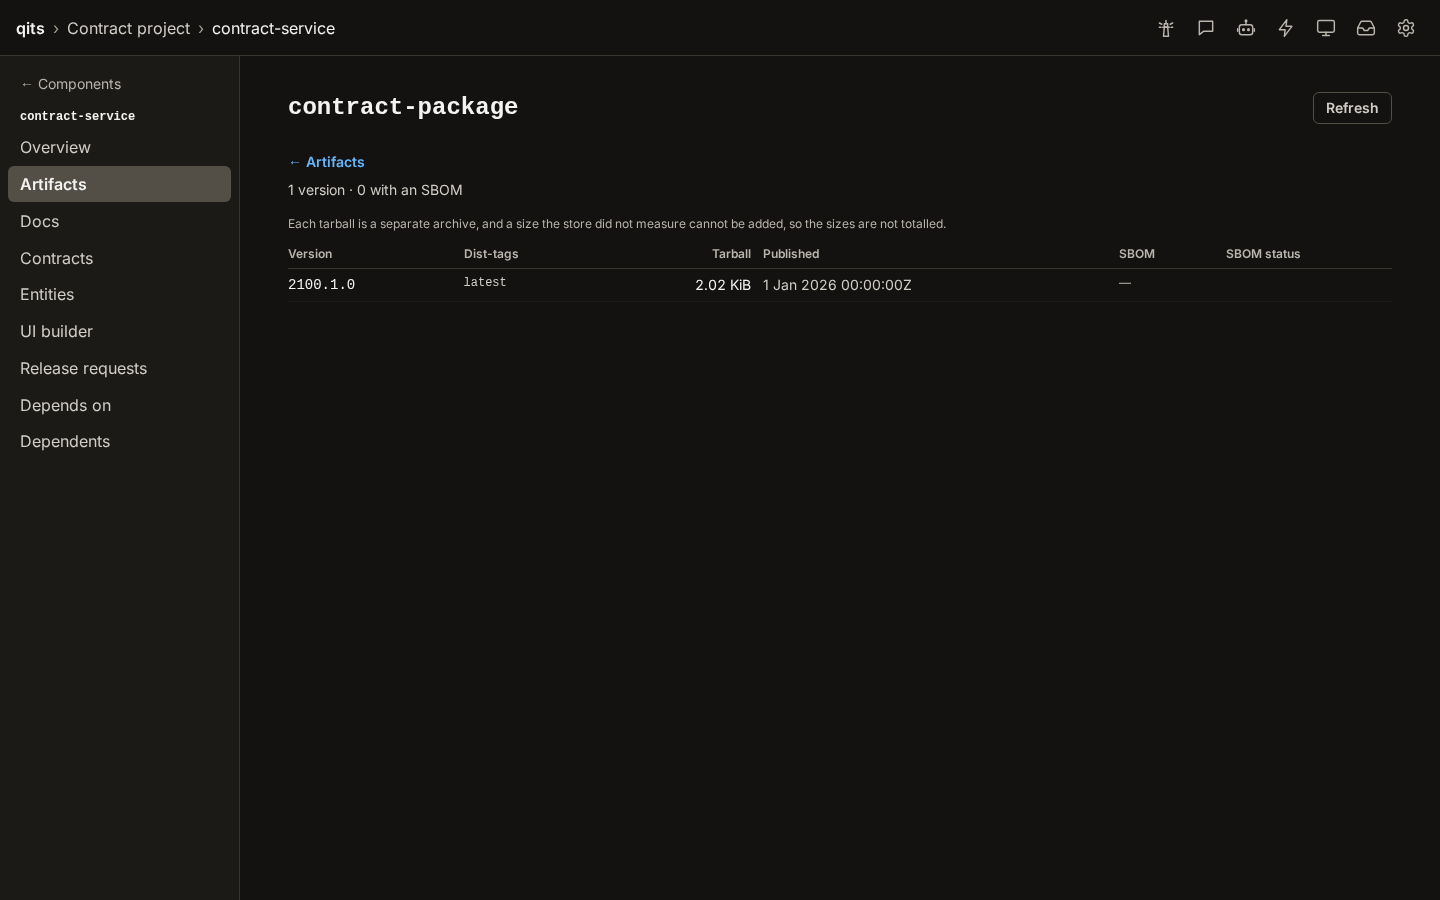 qits › Contract project › contract-service
← Components
contract-service
Overview
Artifacts
Docs
Contracts
Entities
UI builder
Release requests
Depends on
Dependents
contract-package
Refresh
← Artifacts
1 version · 0 with an SBOM
Each tarball is a separate archive, and a size the store did not measure cannot be added, so the sizes are not totalled.
Version Dist-tags Tarball Published SBOM SBOM status
2100.1.0 latest 2.02 KiB 1 Jan 2026 00:00:00Z —